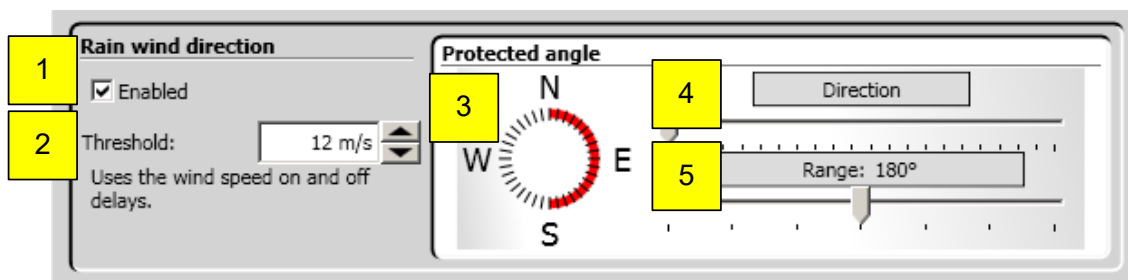 1
Rain wind direction
Enabled
2
Threshold:
12 m/s
Uses the wind speed on and off
delays.
Protected angle
3
N
W
E
S
4
Direction
5
Range: 180°